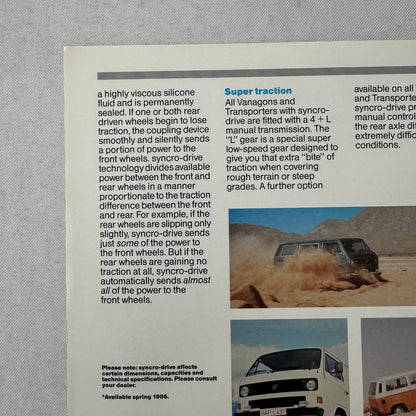 a highly viscous silicone
fluid and is permanently
sealed. If one or both rear
driven wheels begin to lose
traction, the coupling device
smoothly and silently sends
a portion of power to the
front wheels. syncro-drive
technology divides available
power between the front and
rear wheels in a manner
proportionate to the traction
difference between the front
and rear. For example, if the
rear wheels are slipping only
slightly, syncro-drive sends
just some of the power to
the front wheels. But if the
rear wheels are gaining no
traction at all, syncro-drive
automatically sends almost
all of the power to the
front wheels.
Please note: syncro-drive affects
certain dimensions, capacities and
technical specifications. Please consult
your dealer.
*Available spring 1986.
Super traction
All Vanagons and
Transporters with syncro-
drive are fitted with a 4 + L
manual transmission. The
"L" gear is a special super
low-speed gear designed to
give you that extra "bite" of
traction when covering
rough terrain or steep
grades. A further option
available on all
and Transporte
syncro-drive pr
manual control
the rear axle dif
extremely diffic
conditions.